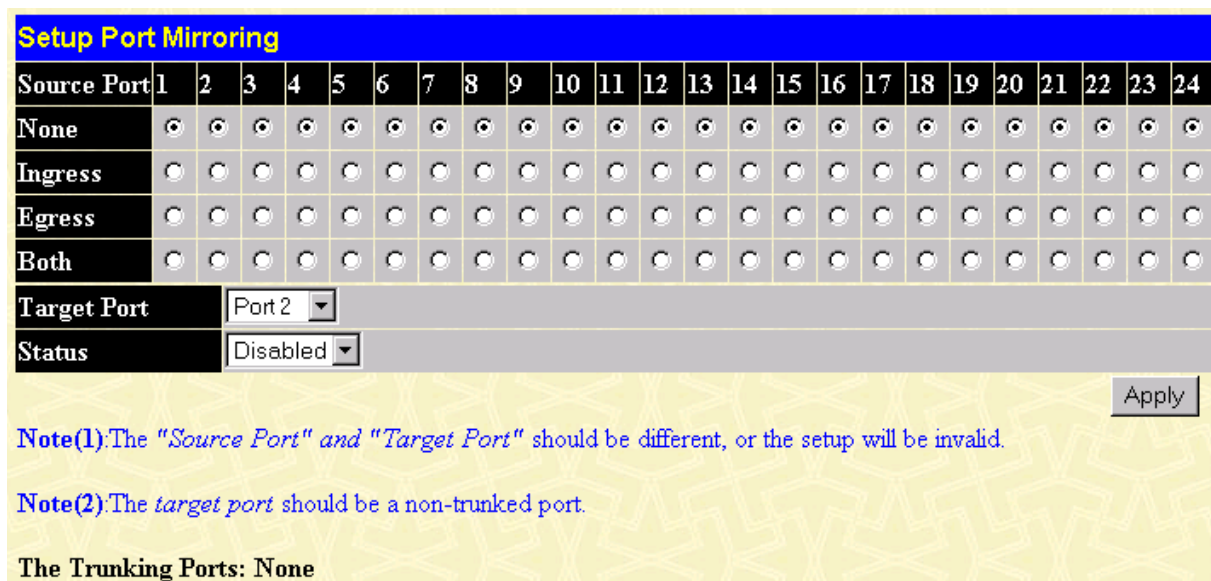 Setup Port Mirroring
Source Port 1 2 3 4 5 6 7 8 9 10 11 12 13 14 15 16 17 18 19 20 21 22 23 24
None
Ingress
Egress
Both
Target Port Port 2
Status Disabled
Apply
Note(1):The "Source Port" and "Target Port" should be different, or the setup will be invalid.
Note(2):The target port should be a non-trunked port.
The Trunking Ports: None